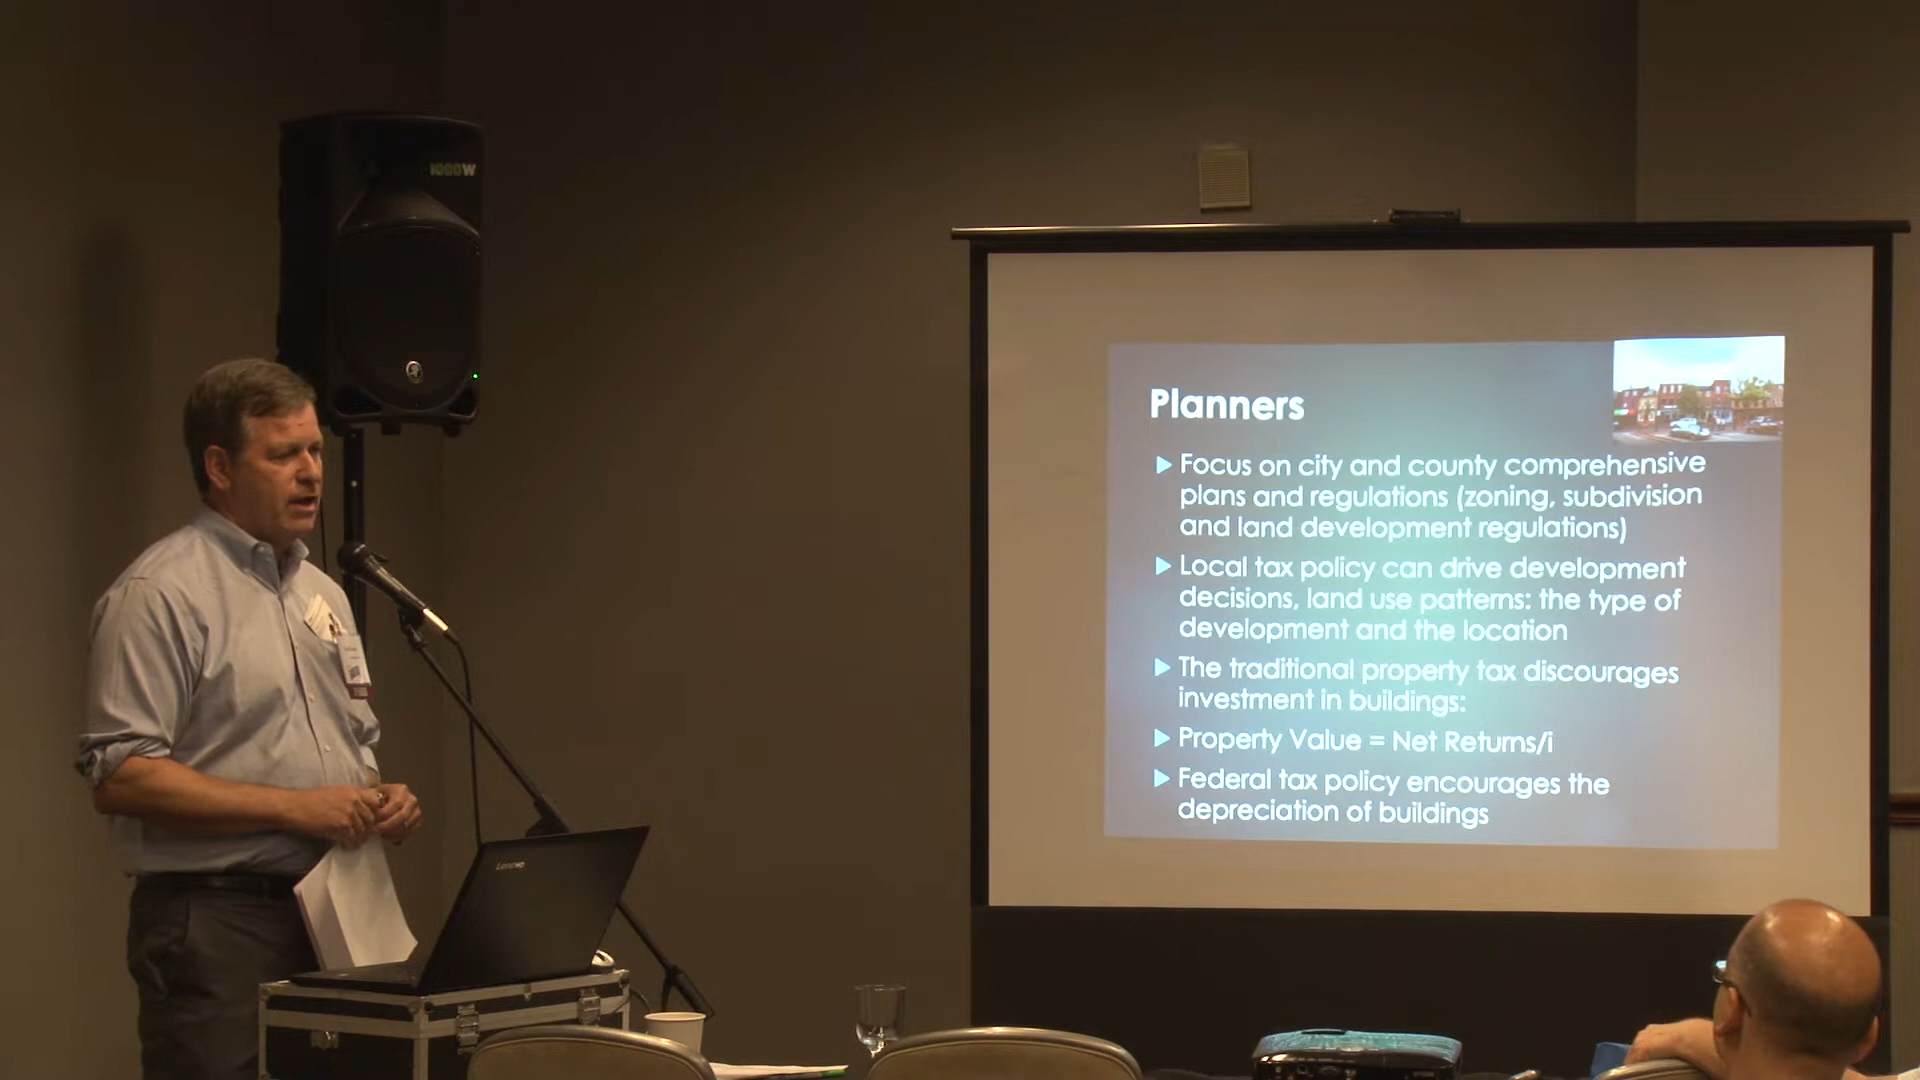 1000W
Planners
Focus on city and county comprehensive
plans and regulations (zoning, subdivision
and land development regulations)
Local tax policy can drive development
decisions, land use patterns: the type of
development and the location
The traditional property tax discourages
investment in buildings:
Property Value = Net Returns/i
Federal tax policy encourages the
depreciation of buildings
Lenovo